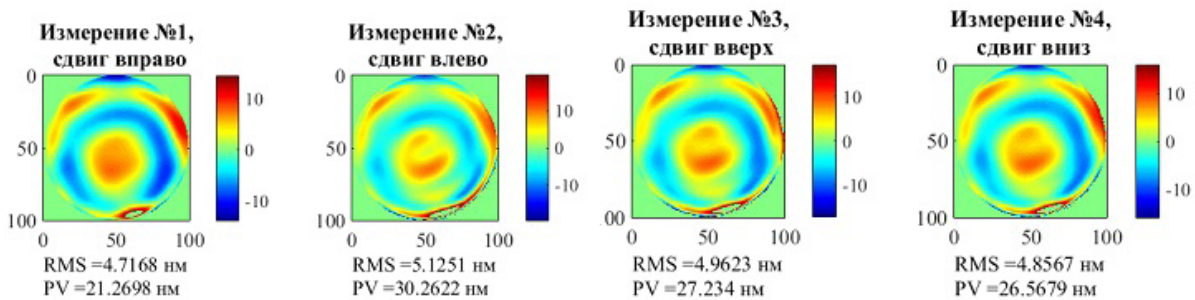 Измерение №1,
сдвиг вправо
0
50
100
0
50
100
10
0
-10
RMS =4.7168 нм
PV =21.2698 нм
Измерение №2,
сдвиг влево
0
50
100
0
50
100
10
0
-10
RMS =5.1251 нм
PV =30.2622 нм
Измерение №3,
сдвиг вверх
0
50
00
0
50
100
10
0
-10
RMS =4.9623 нм
PV =27.234 нм
Измерение №4,
сдвиг вниз
0
50
100
0
50
100
10
0
-10
RMS =4.8567 нм
PV =26.5679 нм